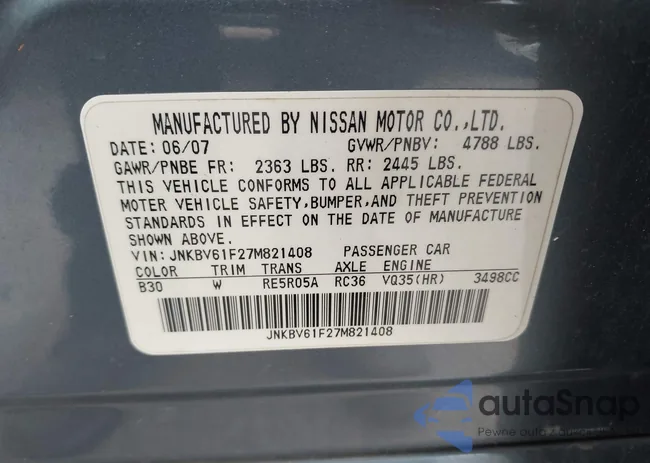 MANUFACTURED BY NISSAN MOTOR CO.,LTD.
DATE: 06/07 GVWR/PNBV: 4788 LBS.
GAWR/PNBE FR: 2363 LBS. RR: 2445 LBS.
THIS VEHICLE CONFORMS TO ALL APPLICABLE FEDERAL
MOTER VEHICLE SAFETY,BUMPER,AND THEFT PREVENTION
STANDARDS IN EFFECT ON THE DATE OF MANUFACTURE
SHOWN ABOVE.
VIN: JNKBV61F27M821408 PASSENGER CAR
COLOR TRIM TRANS AXLE ENGINE
B30 W RE5R05A RC36 VQ35(HR) 3498CC
JNKBV61F27M821408
autaSnap
Pewne auto z